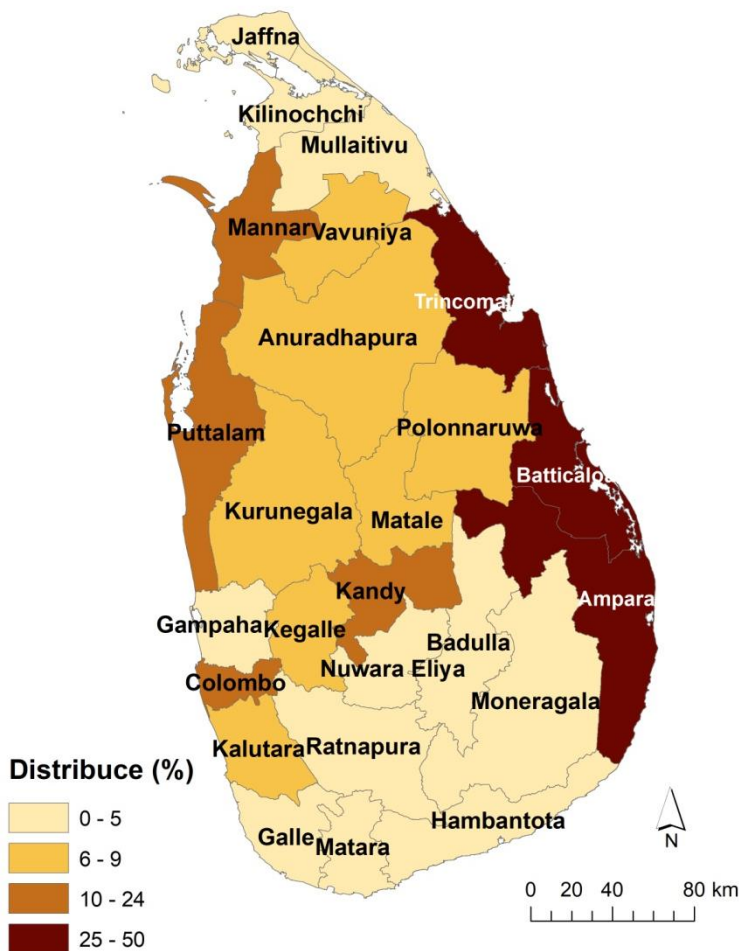 Jaffna
Kilinochchi
Mullaitivu
Mannar
Vavuniya
Trincomal
Anuradhapura
Puttalam
Polonnaruwa
Batticalo
Kurunegala
Matale
Kandy
Ampara
Gampaha
Kegalle
Badulla
Nuwara Eliya
Colombo
Moneragala
Kalutara
Ratnapura
Distribuce (%)
0 - 5
6 - 9
10 - 24
25 - 50
Galle
Matara
Hambantota
N
0 20 40 80 km